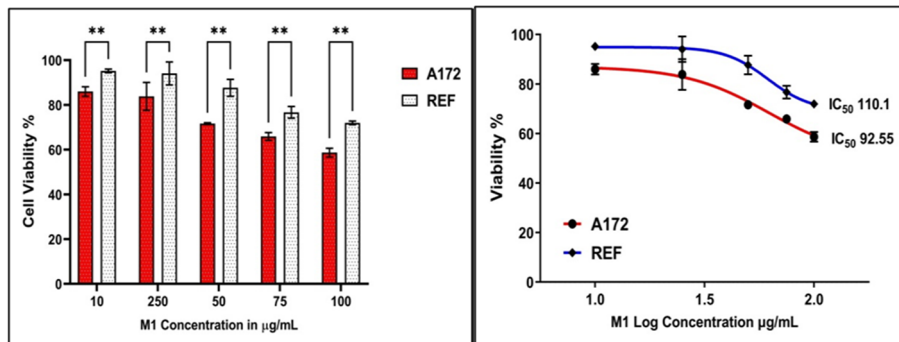 ** ** ** ** **
A172
REF
Cell Viability %
100
80
60
40
20
0
10 250 50 75 100
M1 Concentration in µg/mL
Viability %
100
80
60
40
20
0
IC50 110.1
IC50 92.55
A172
REF
1.0 1.5 2.0
M1 Log Concentration µg/mL